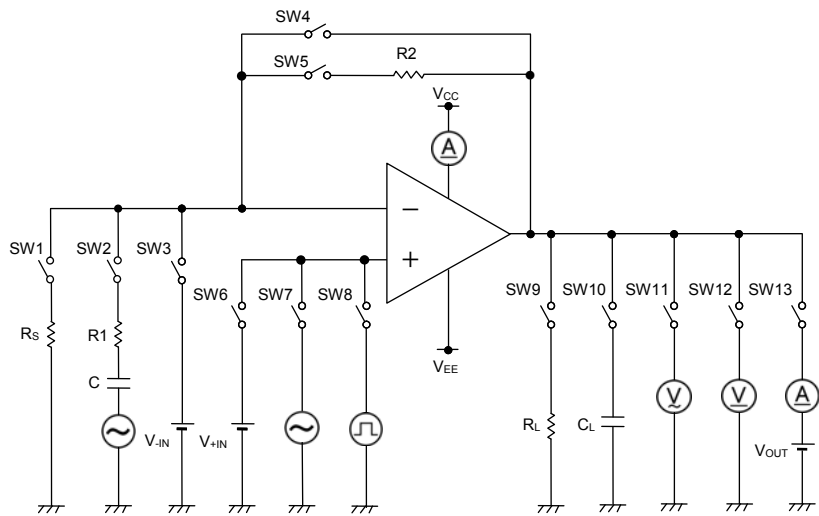 SW4
SW5
R2
VCC
A
−
+
SW1
SW2
SW3
SW6
SW7
SW8
SW9
SW10
SW11
SW12
SW13
RS
R1
C
V-IN
V+IN
VEE
RL
CL
V
V
A
VOUT